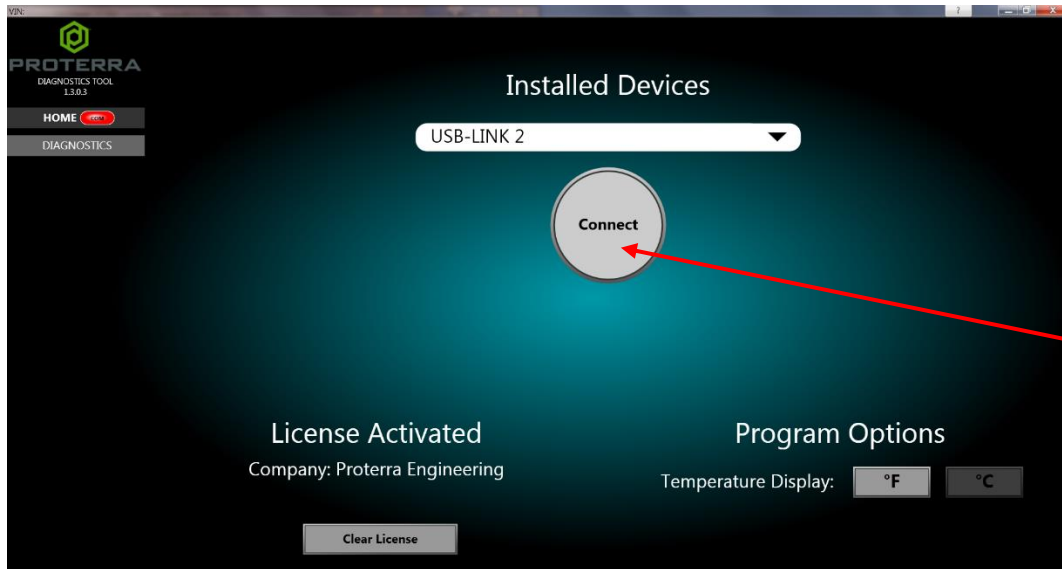 VIN:
?
PROTERRA
DIAGNOSTICS TOOL
1.3.0.3
HOME
DIAGNOSTICS
Installed Devices
USB-LINK 2
Connect
License Activated
Company: Proterra Engineering
Clear License
Program Options
Temperature Display: °F °C